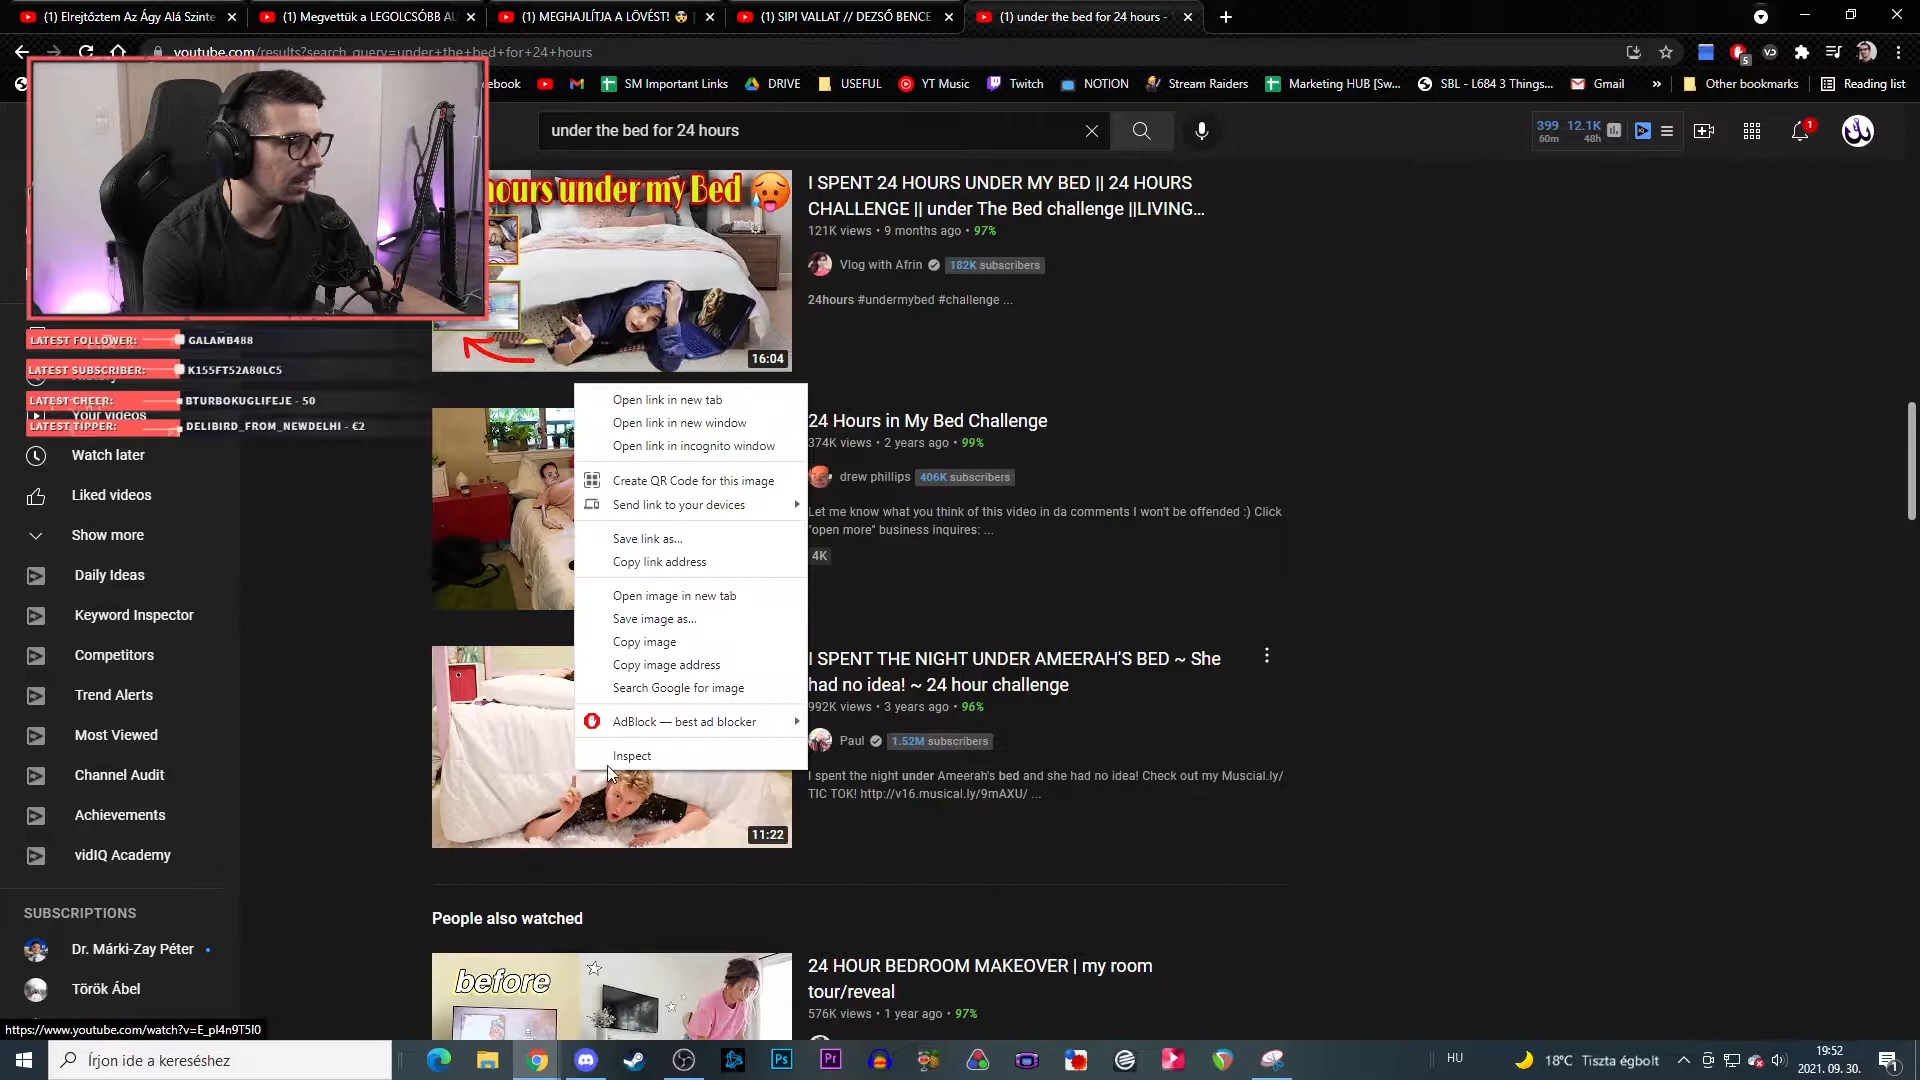 (1) Elrejtőztem Az Ágy Alá Szinte
(1) Megvettük a LEGOLCSÓBB AU
(1) MEGHAJLÍTJA A LÖVÉST!
(1) SIPI VALLAT // DEZSŐ BENCE
(1) under the bed for 24 hours -
youtube.com/results?search_query=under+the+bed+for+24+hours
5
cebook
SM Important Links
DRIVE
USEFUL
YT Music
Twitch
NOTION
Stream Raiders
Marketing HUB [Sw...
SBL - L684 3 Things...
Gmail
Other bookmarks
Reading list
under the bed for 24 hours
399 60m
12.1K 48h
1
LATEST FOLLOWER: GALAMB488
LATEST SUBSCRIBER: K155FT52A80LC5
LATEST CHEER: BTURBOKUGLIFEJE - 50
LATEST TIPPER: DELIBIRD_FROM_NEWDELHI - €2
Your videos
Watch later
Liked videos
Show more
Daily Ideas
Keyword Inspector
Competitors
Trend Alerts
Most Viewed
Channel Audit
Achievements
vidIQ Academy
SUBSCRIPTIONS
Dr. Márki-Zay Péter
Török Ábel
https://www.youtube.com/watch?v=E_pI4n9T5I0
ours under my Bed
16:04
I SPENT 24 HOURS UNDER MY BED || 24 HOURS
CHALLENGE || under The Bed challenge ||LIVING...
121K views • 9 months ago • 97%
Vlog with Afrin 182K subscribers
24hours #undermybed #challenge ...
24 Hours in My Bed Challenge
374K views • 2 years ago • 99%
drew phillips 406K subscribers
Let me know what you think of this video in da comments I won't be offended :) Click
"open more" business inquires: ...
4K
Open link in new tab
Open link in new window
Open link in incognito window
Create QR Code for this image
Send link to your devices
Save link as...
Copy link address
Open image in new tab
Save image as...
Copy image
Copy image address
Search Google for image
AdBlock — best ad blocker
Inspect
11:22
I SPENT THE NIGHT UNDER AMEERAH'S BED ~ She
had no idea! ~ 24 hour challenge
992K views • 3 years ago • 96%
Paul 1.52M subscribers
I spent the night under Ameerah's bed and she had no idea! Check out my Muscial.ly/
TIC TOK! http://v16.musical.ly/9mAXU/ ...
People also watched
before
24 HOUR BEDROOM MAKEOVER | my room
tour/reveal
576K views • 1 year ago • 97%
Írjon ide a kereséshez
Ps
Pr
HU
18°C Tiszta égbolt
19:52
2021. 09. 30.
1